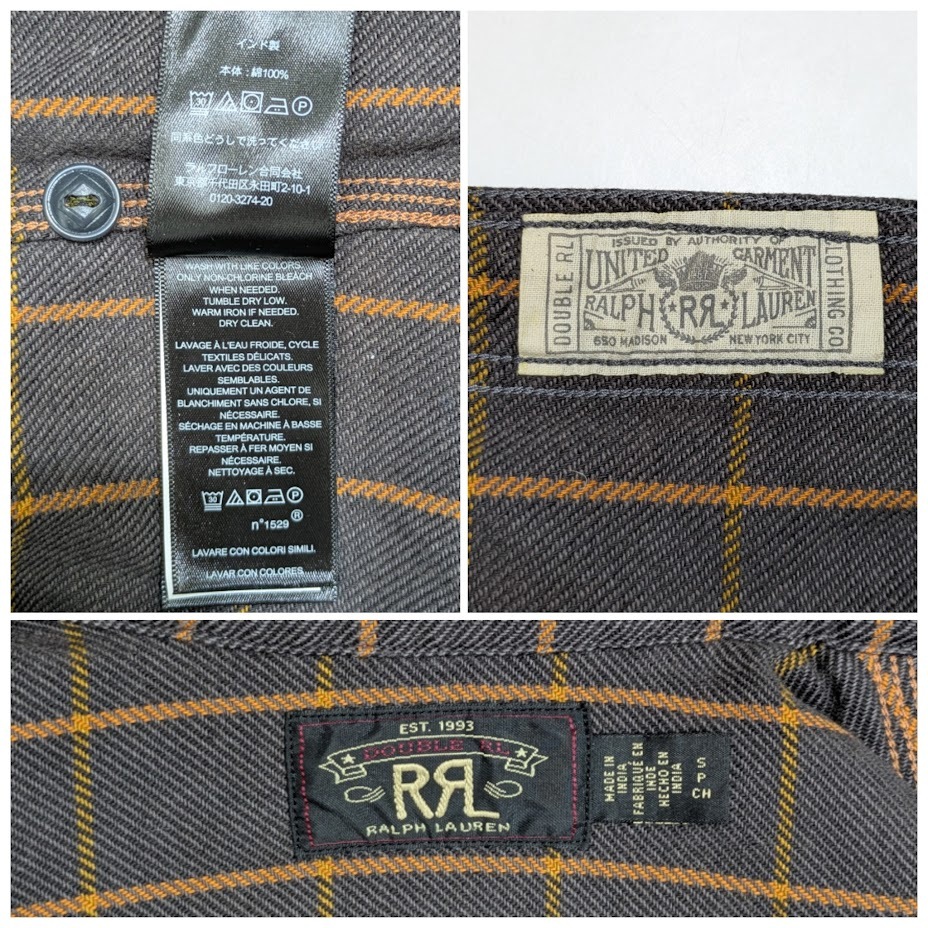 インド製
本体:綿100%
30 P
同系色どうしで洗ってください
ラルフローレン合同会社
東京都千代田区永田町2-10-1
0120-3274-20
WASH WITH LIKE COLORS.
ONLY NON-CHLORINE BLEACH
WHEN NEEDED.
TUMBLE DRY LOW.
WARM IRON IF NEEDED.
DRY CLEAN.
LAVAGE À L'EAU FROIDE, CYCLE
TEXTILES DÉLICATS.
LAVER AVEC DES COULEURS
SEMBLABLES.
UNIQUEMENT UN AGENT DE
BLANCHIMENT SANS CHLORE, SI
NÉCESSAIRE.
SÉCHAGE EN MACHINE À BASSE
TEMPÉRATURE.
REPASSER À FER MOYEN SI
NÉCESSAIRE.
NETTOYAGE À SEC.
30 P
n°1529 ®
LAVARE CON COLORI SIMILI.
LAVAR CON COLORES
DOUBLE RL
ISSUED BY AUTHORITY OF
UNITED GARMENT
RALPH RRL LAUREN
650 MADISON NEW YORK CITY
CLOTHING CO
EST. 1993
DOUBLE RL
RRL
RALPH LAUREN
MADE IN
INDIA
FABRIQUÉ EN
INDE
HECHO EN
INDIA
S
P
CH